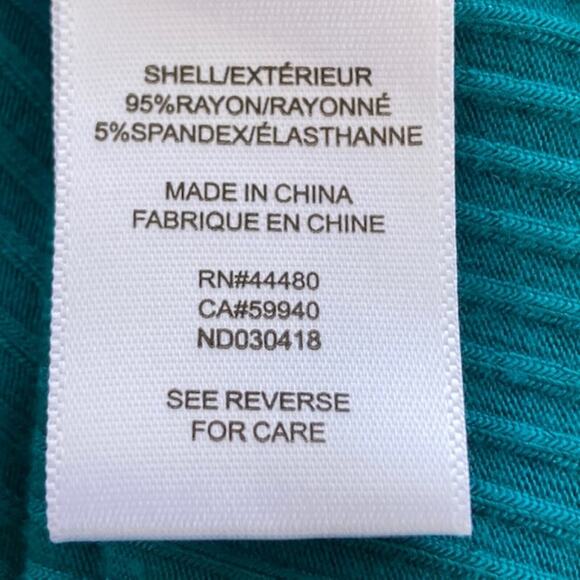 SHELL/EXTÉRIEUR
95%RAYON/RAYONNÉ
5%SPANDEX/ÉLASTHANNE
MADE IN CHINA
FABRIQUE EN CHINE
RN#44480
CA#59940
ND030418
SEE REVERSE
FOR CARE